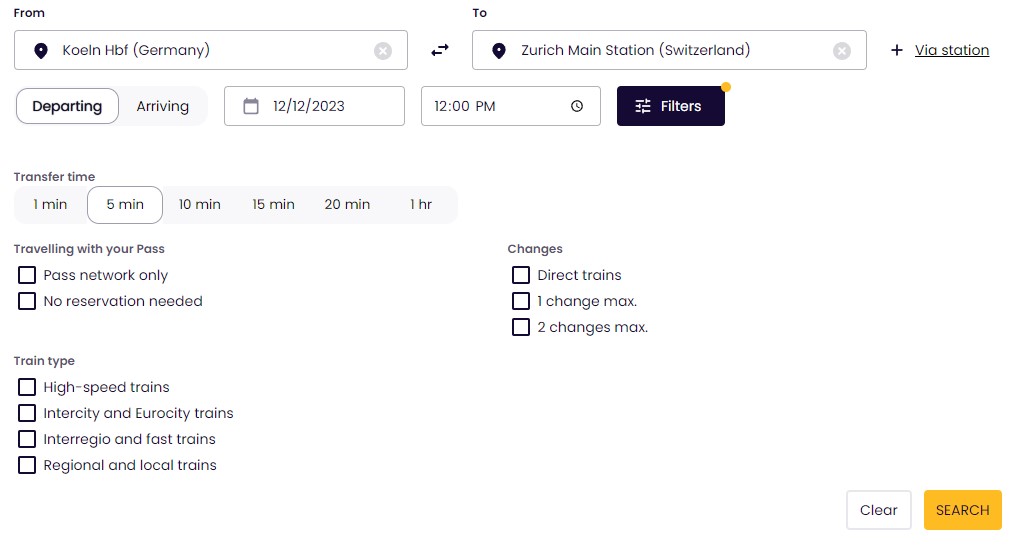 From
To
Koeln Hbf (Germany)
Zurich Main Station (Switzerland)
Via station
Departing
Arriving
12/12/2023
12:00 PM
Filters
Transfer time
1 min
5 min
10 min
15 min
20 min
1 hr
Travelling with your Pass
Changes
Pass network only
Direct trains
No reservation needed
1 change max.
2 changes max.
Train type
High-speed trains
Intercity and Eurocity trains
Interregio and fast trains
Regional and local trains
Clear
SEARCH